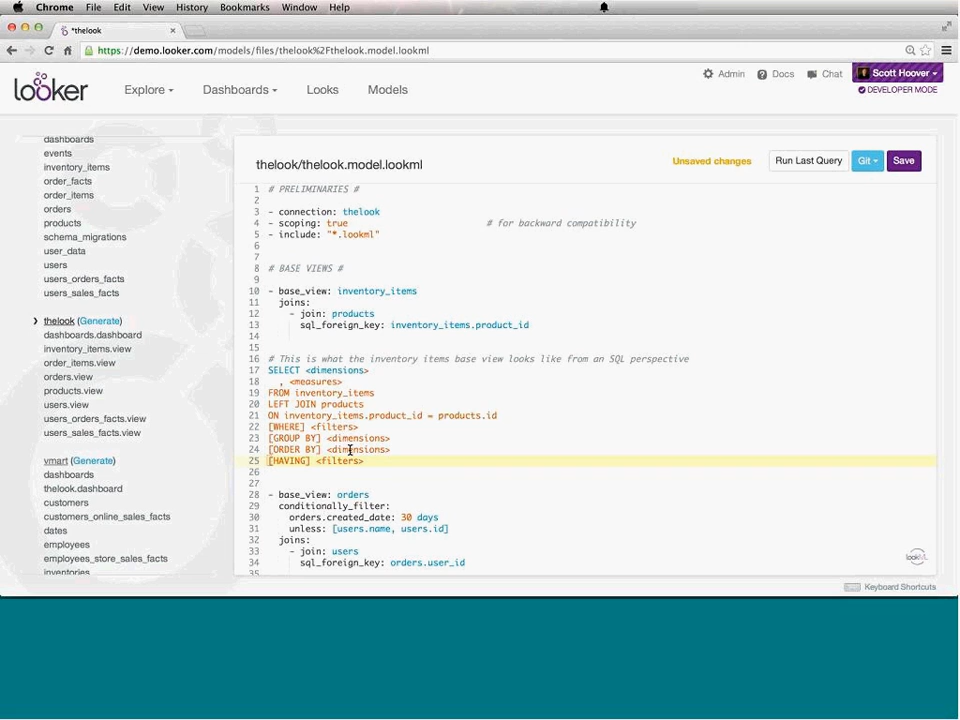 Chrome File Edit View History Bookmarks Window Help
*thelook
https://demo.looker.com/models/files/thelook%2Fthelook.model.lookml
looker
Explore
Dashboards
Looks
Models
Admin
Docs
Chat
Scott Hoover
DEVELOPER MODE
dashboards
events
inventory_items
order_facts
order_items
orders
products
schema_migrations
user_data
users
users_orders_facts
users_sales_facts
thelook (Generate)
dashboards.dashboard
inventory_items.view
order_items.view
orders.view
products.view
users.view
users_orders_facts.view
users_sales_facts.view
vmart (Generate)
dashboards
thelook.dashboard
customers
customers_online_sales_facts
dates
employees
employees_store_sales_facts
inventories
thelook/thelook.model.lookml
Unsaved changes
Run Last Query
Git
Save
1 # PRELIMINARIES #
2
3 - connection: thelook
4 - scoping: true # for backward compatibility
5 - include: "*.lookml"
6
7
8 # BASE VIEWS #
9
10 - base_view: inventory_items
11 joins:
12 - join: products
13 sql_foreign_key: inventory_items.product_id
14
15
16 # This is what the inventory items base view looks like from an SQL perspective
17 SELECT <dimensions>
18 , <measures>
19 FROM inventory_items
20 LEFT JOIN products
21 ON inventory_items.product_id = products.id
22 [WHERE] <filters>
23 [GROUP BY] <dimensions>
24 [ORDER BY] <dimensions>
25 [HAVING] <filters>
26
27
28 - base_view: orders
29 conditionally_filter:
30 orders.created_date: 30 days
31 unless: [users.name, users.id]
32 joins:
33 - join: users
34 sql_foreign_key: orders.user_id
35
Keyboard Shortcuts